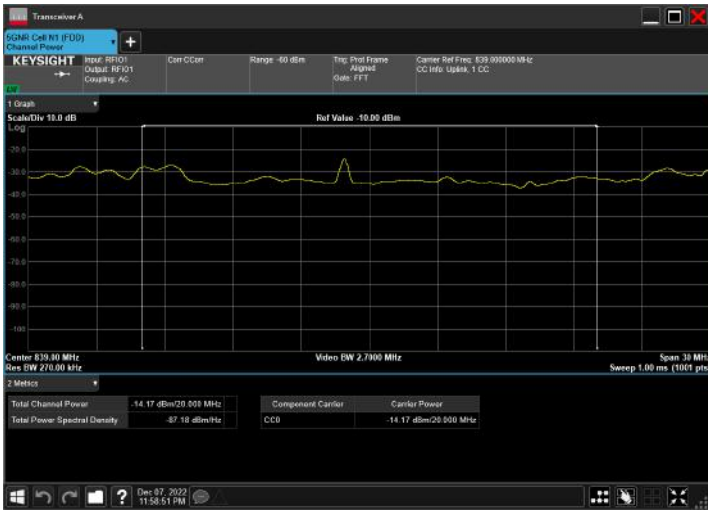 Transceiver A
5GNR Cell N1 (FDD)
Channel Power
+
KEYSIGHT
Input: RFIO1
Output: RFIO1
Coupling: AC
Corr CCorr
Range: -60 dBm
Trig: Prot Frame
Aligned
Gate: FFT
Carrier Ref Freq: 839.000000 MHz
CC Info: Uplink, 1 CC
1 Graph
Scale/Div 10.0 dB
Ref Value -10.00 dBm
Log
-20.0
-30.0
-40.0
-50.0
-60.0
-70.0
-80.0
-90.0
-100
Center 839.00 MHz
Video BW 2.7000 MHz
Span 30 MHz
Res BW 270.00 kHz
Sweep 1.00 ms (1001 pts
2 Metrics
Total Channel Power -14.17 dBm/20.000 MHz
Total Power Spectral Density -87.18 dBm/Hz
Component Carrier Carrier Power
CC0 -14.17 dBm/20.000 MHz
?
Dec 07, 2022
11:58:51 PM